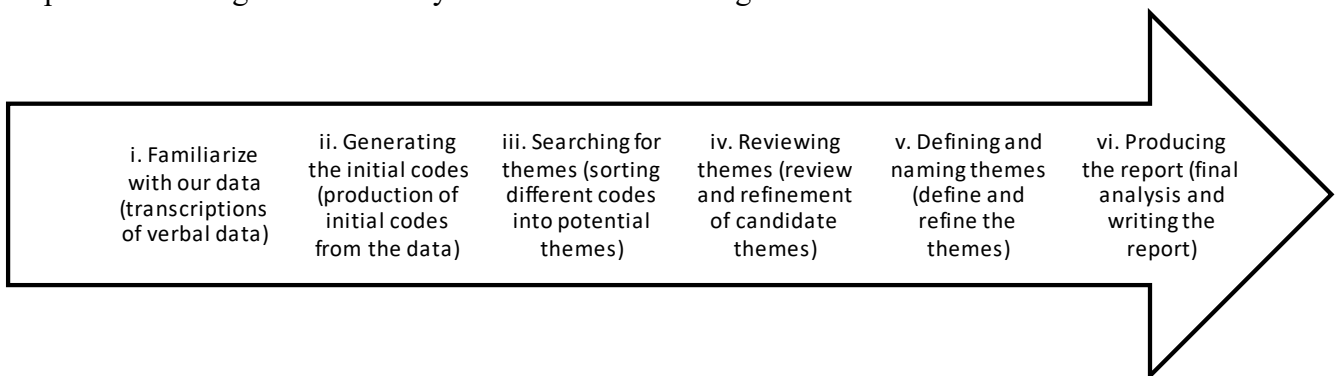 i. Familiarize
with our data
(transcriptions
of verbal data)
ii. Generating
the initial codes
(production of
initial codes
from the data)
iii. Searching for
themes (sorting
different codes
into potential
themes)
iv. Reviewing
themes (review
and refinement
of candidate
themes)
v. Defining and
naming themes
(define and
refine the
themes)
vi. Producing
the report (final
analysis and
writing the
report)